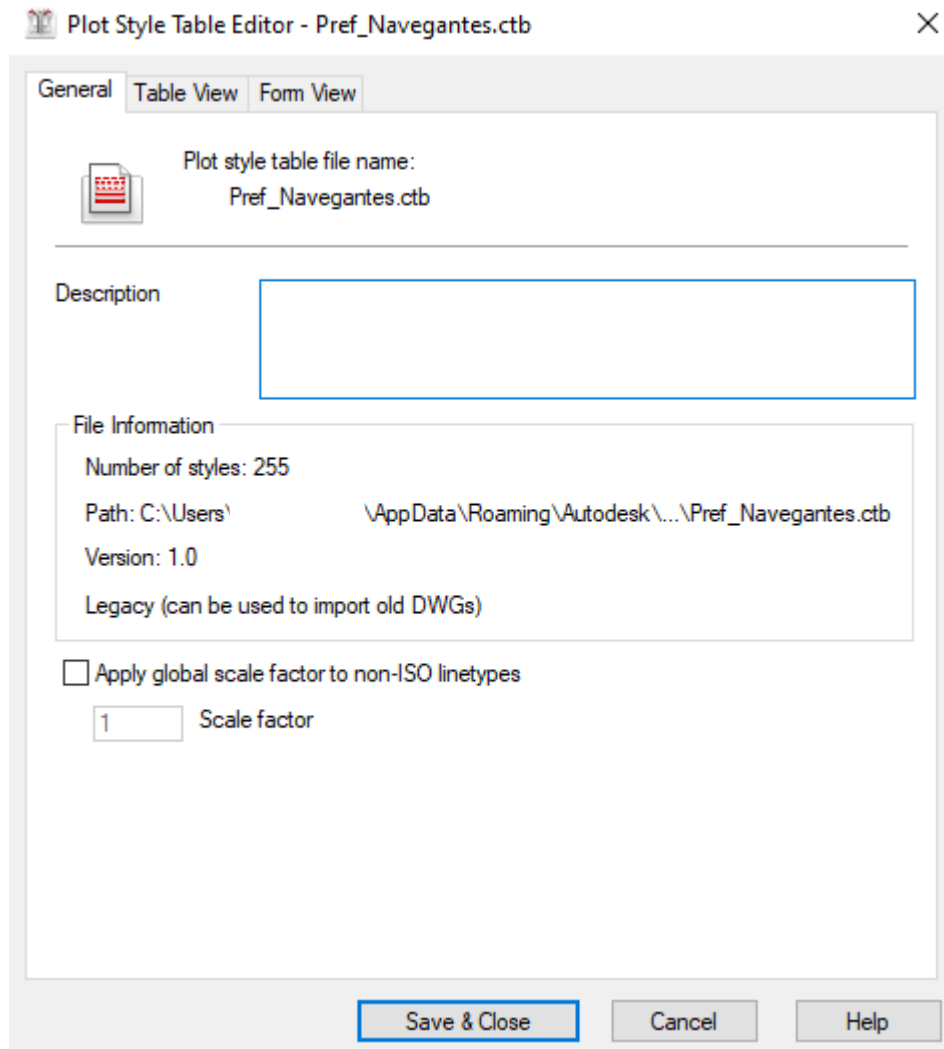 Plot Style Table Editor - Pref_Navegantes.ctb
General Table View Form View
Plot style table file name:
Pref_Navegantes.ctb
Description
File Information
Number of styles: 255
Path: C:\Users\ \AppData\Roaming\Autodesk\...\Pref_Navegantes.ctb
Version: 1.0
Legacy (can be used to import old DWGs)
Apply global scale factor to non-ISO linetypes
1 Scale factor
Save & Close Cancel Help